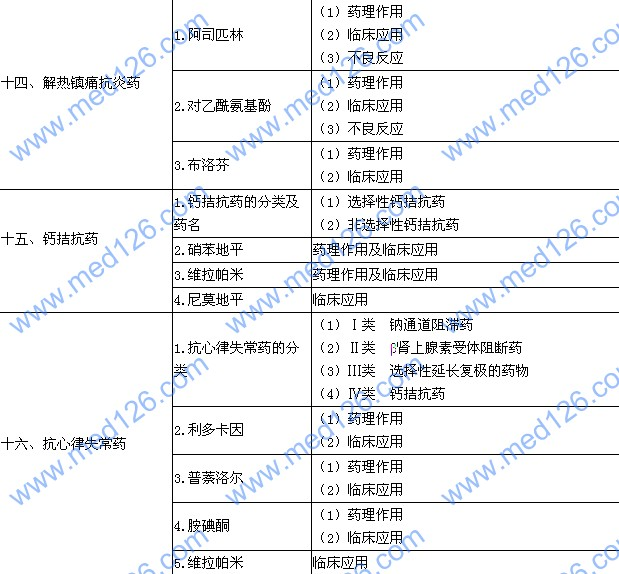 十四、解热镇痛抗炎药
1.阿司匹林
（1）药理作用
（2）临床应用
（3）不良反应
2.对乙酰氨基酚
（1）药理作用
（2）临床应用
（3）不良反应
3.布洛芬
（1）药理作用
（2）临床应用
十五、钙拮抗药
1.钙拮抗药的分类及
药名
（1）选择性钙拮抗药
（2）非选择性钙拮抗药
2.硝苯地平
药理作用及临床应用
3.维拉帕米
药理作用及临床应用
4.尼莫地平
临床应用
十六、抗心律失常药
1.抗心律失常药的分
类
（1）Ⅰ类　钠通道阻滞药
（2）Ⅱ类　β肾上腺素受体阻断药
（3）Ⅲ类　选择性延长复极的药物
（4）Ⅳ类　钙拮抗药
2.利多卡因
（1）药理作用
（2）临床应用
3.普萘洛尔
（1）药理作用
（2）临床应用
4.胺碘酮
（1）药理作用
（2）临床应用
5.维拉帕米
临床应用
www.med126.com